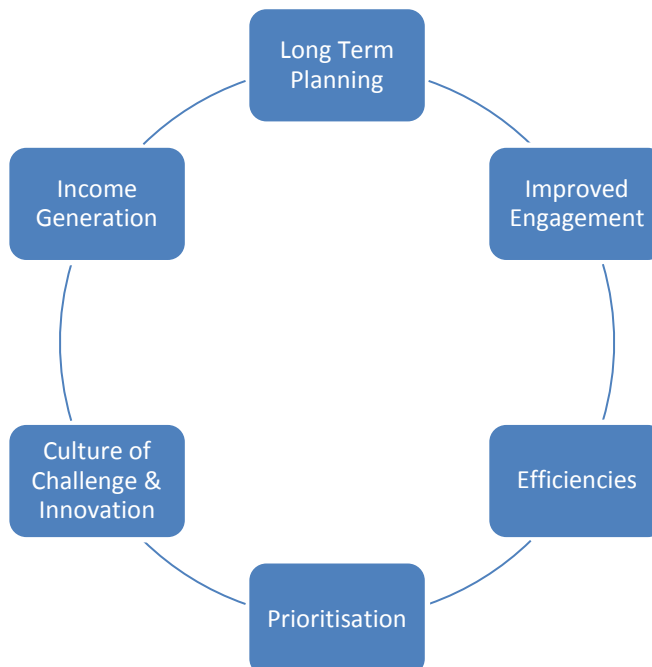 Long Term
Planning
Improved
Engagement
Efficiencies
Prioritisation
Culture of
Challenge &
Innovation
Income
Generation